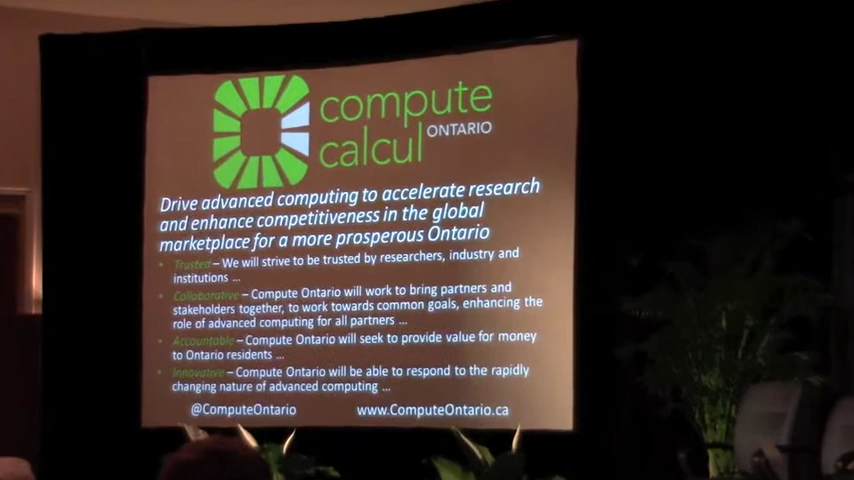 compute
calcul ONTARIO
Drive advanced computing to accelerate research
and enhance competitiveness in the global
marketplace for a more prosperous Ontario
• Trusted – We will strive to be trusted by researchers, industry and
institutions ...
• Collaborative – Compute Ontario will work to bring partners and
stakeholders together, to work towards common goals, enhancing the
role of advanced computing for all partners ...
• Accountable – Compute Ontario will seek to provide value for money
to Ontario residents ...
• Innovative – Compute Ontario will be able to respond to the rapidly
changing nature of advanced computing ...
@ComputeOntario www.ComputeOntario.ca